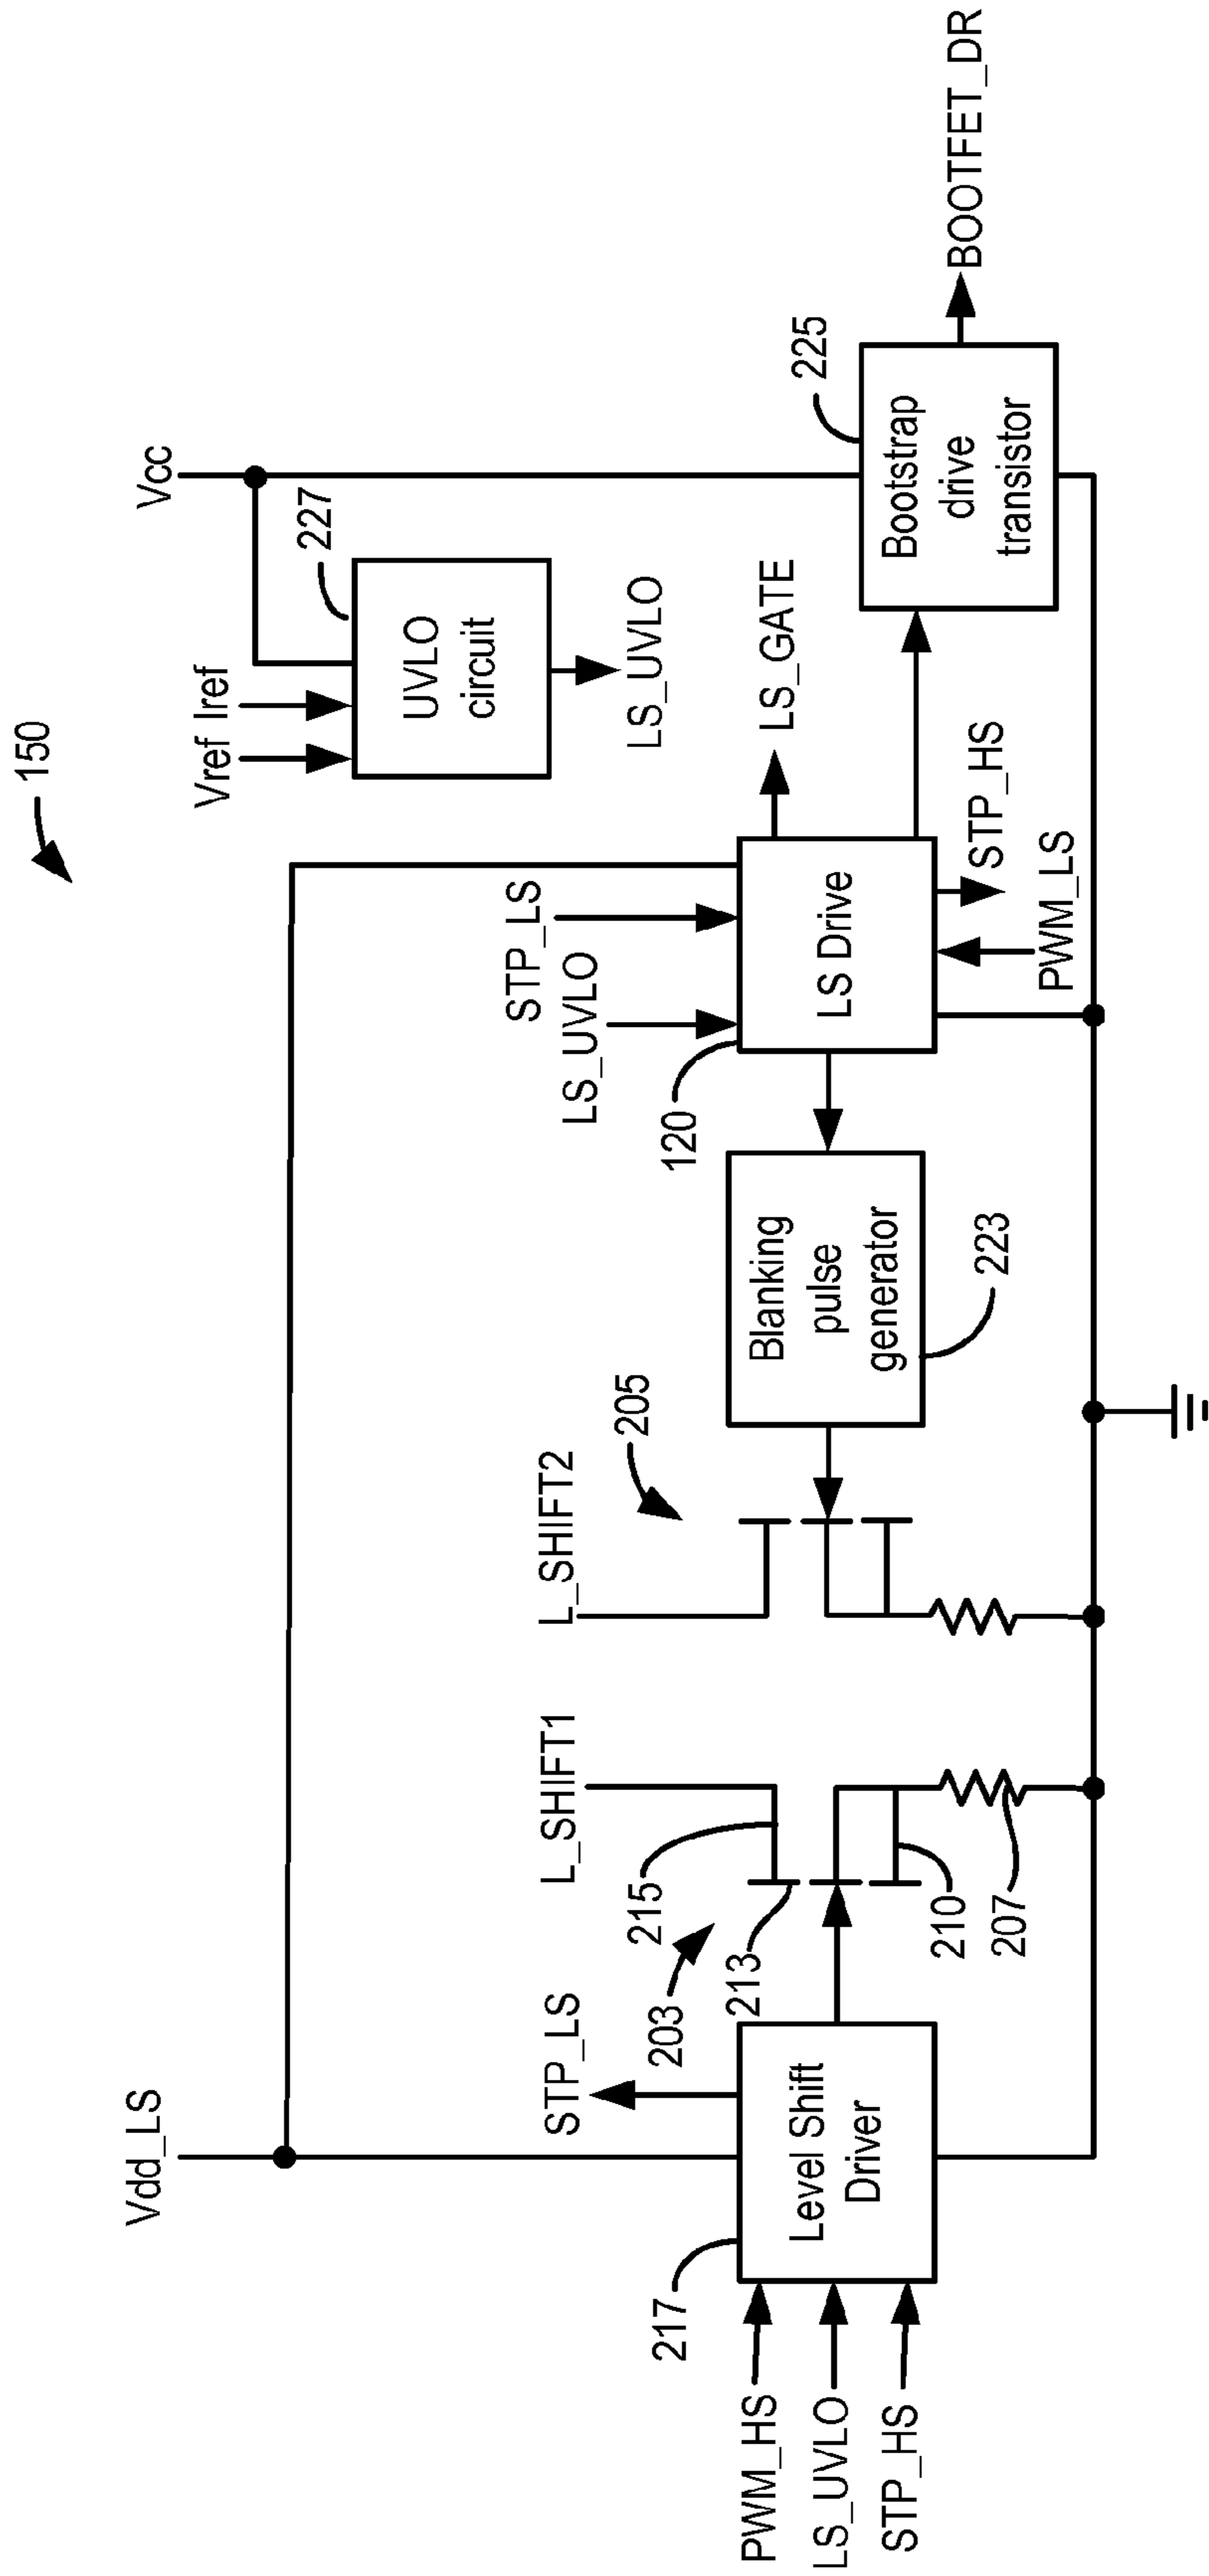 150
Vdd_LS
Vcc
Vref
Iref
227
UVLO
circuit
LS_UVLO
225
Bootstrap
drive
transistor
BOOTFET_DR
STP_LS
L_SHIFT1
L_SHIFT2
STP_LS
LS_UVLO
LS_GATE
217
Level Shift
Driver
PWM_HS
LS_UVLO
STP_HS
203
213
215
210
207
205
Blanking
pulse
generator
223
120
LS Drive
STP_HS
PWM_LS